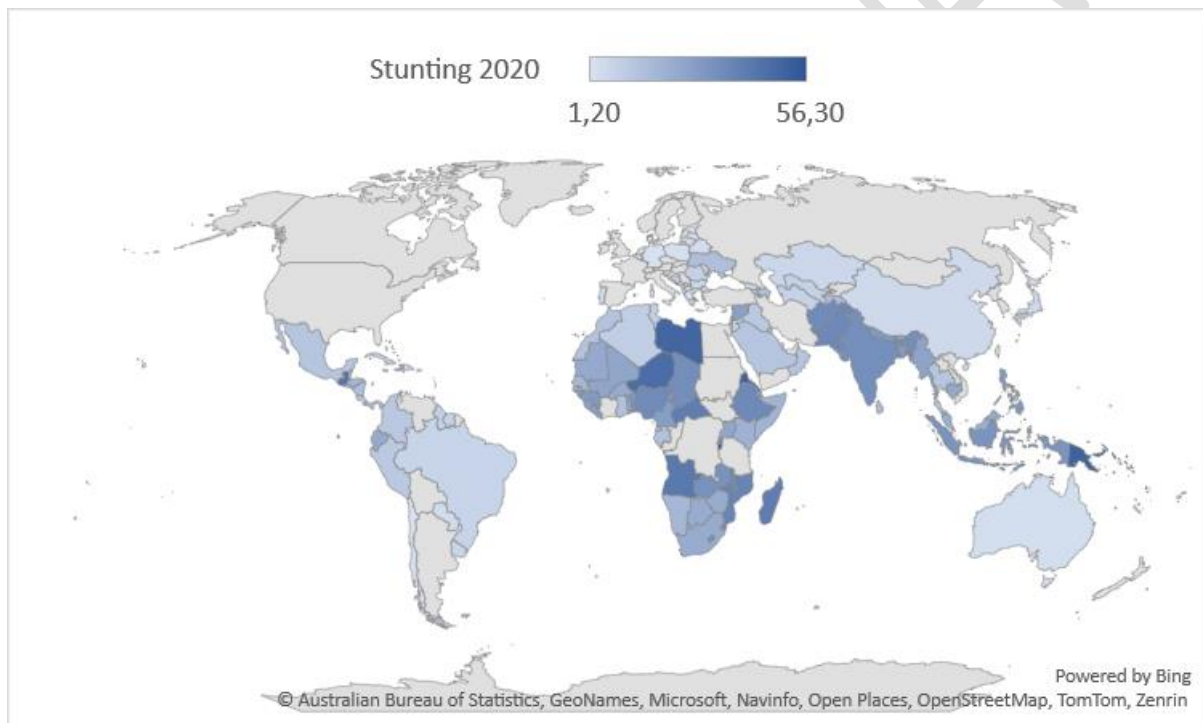 Stunting 2020
1,20 56,30
Powered by Bing
© Australian Bureau of Statistics, GeoNames, Microsoft, Navinfo, Open Places, OpenStreetMap, TomTom, Zenrin